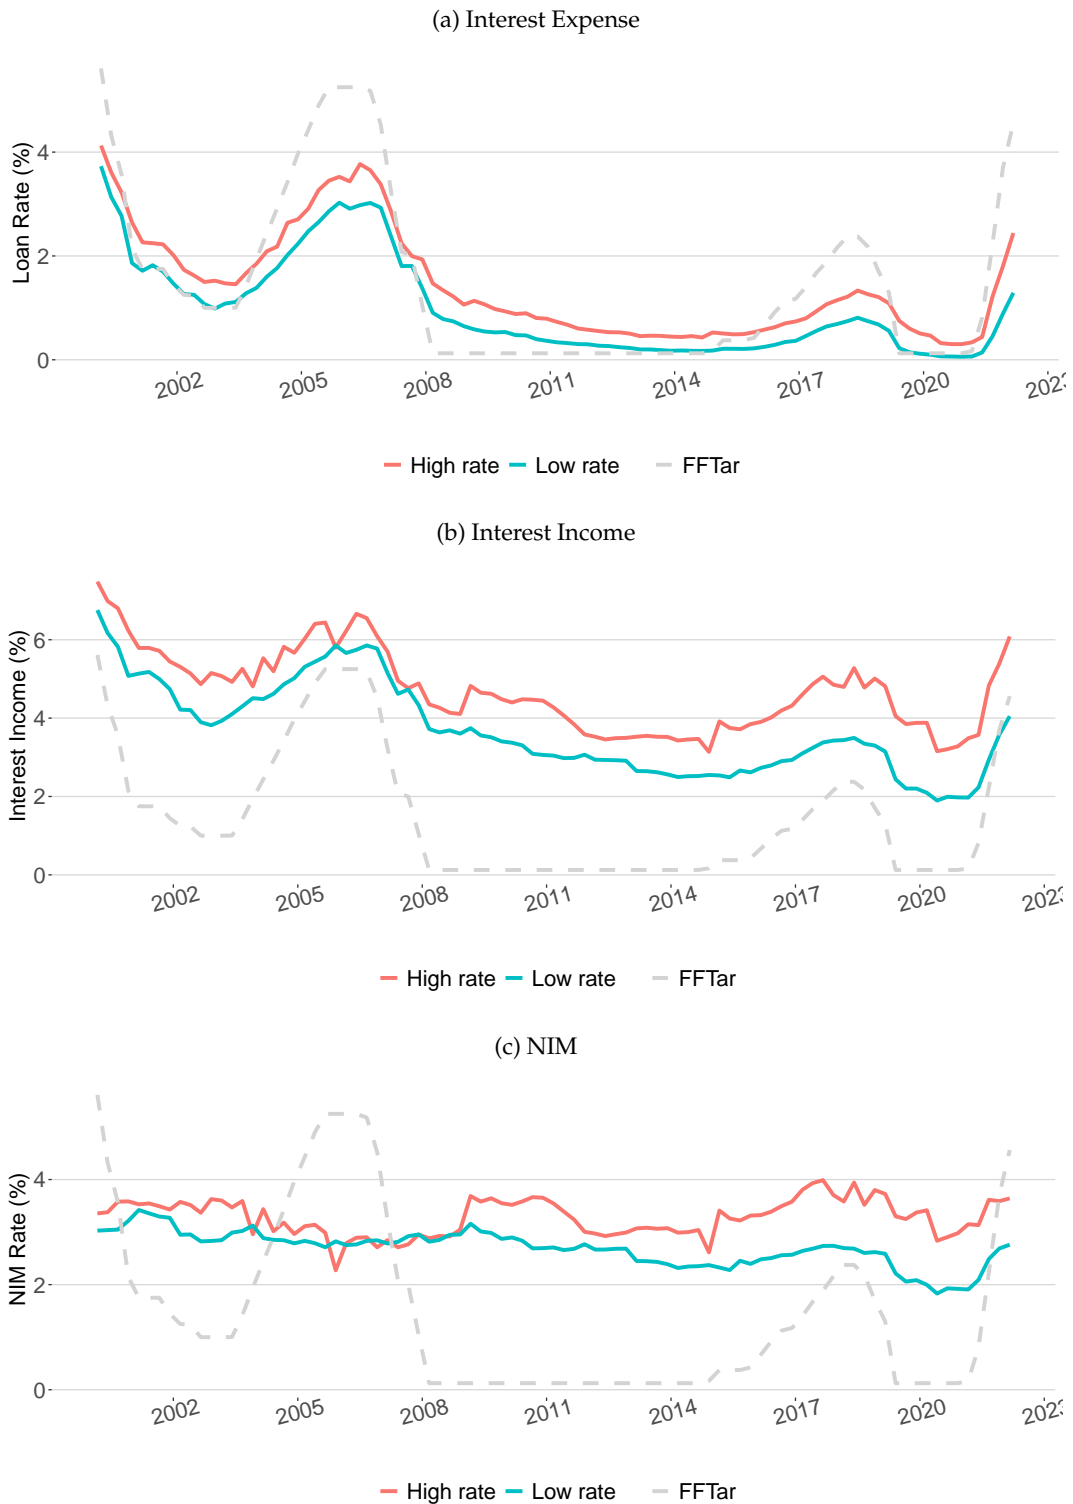 (a) Interest Expense
Loan Rate (%)
4
2
0
2002 2005 2008 2011 2014 2017 2020 2023
High rate Low rate FFTar
(b) Interest Income
Interest Income (%)
6
4
2
0
2002 2005 2008 2011 2014 2017 2020 2023
High rate Low rate FFTar
(c) NIM
NIM Rate (%)
4
2
0
2002 2005 2008 2011 2014 2017 2020 2023
High rate Low rate FFTar